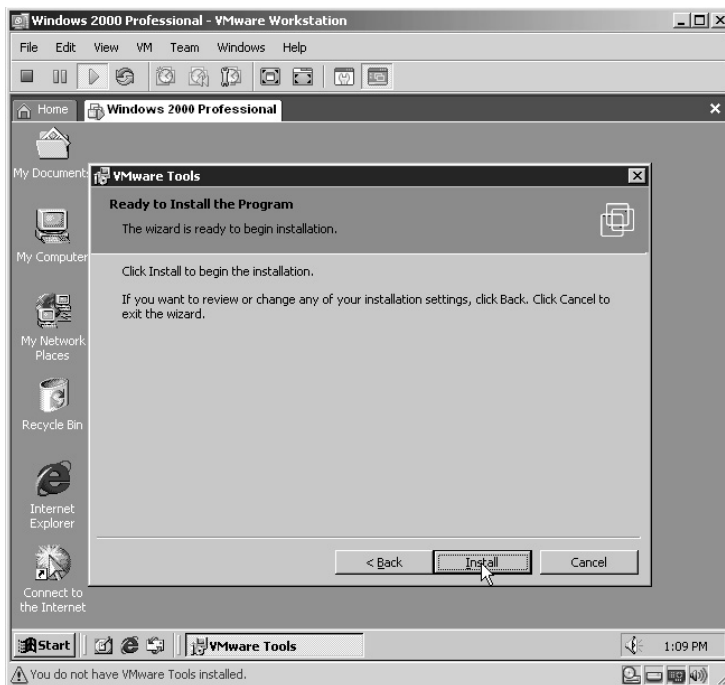 Windows 2000 Professional - VMware Workstation
File Edit View VM Team Windows Help
Home Windows 2000 Professional
My Documents
VMware Tools
Ready to Install the Program
The wizard is ready to begin installation.
My Computer
Click Install to begin the installation.
If you want to review or change any of your installation settings, click Back. Click Cancel to
exit the wizard.
My Network
Places
Recycle Bin
Internet
Explorer
< Back Install Cancel
Connect to
the Internet
Start VMware Tools 1:09 PM
You do not have VMware Tools installed.